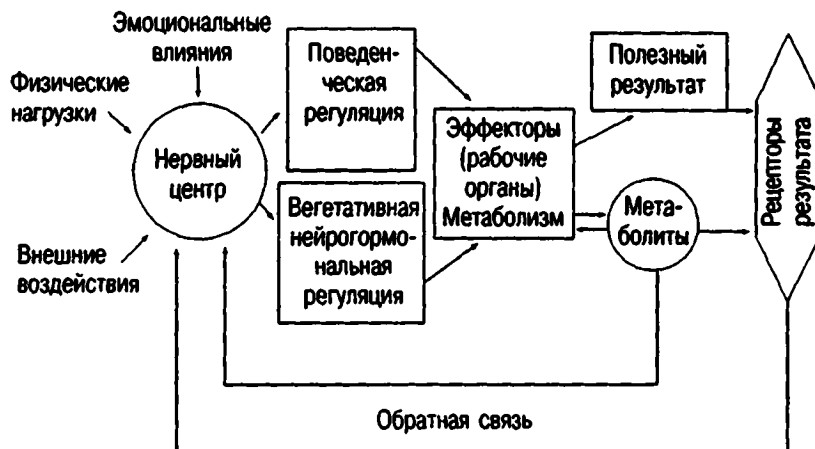 Эмоциональные
влияния
Физические
нагрузки
Нервный
центр
Внешние
воздействия
Поведен-
ческая
регуляция
Вегетативная
нейрогормо-
нальная
регуляция
Эффекторы
(рабочие
органы)
Метаболизм
Полезный
результат
Мета-
болиты
Рецепторы
результата
Обратная связь